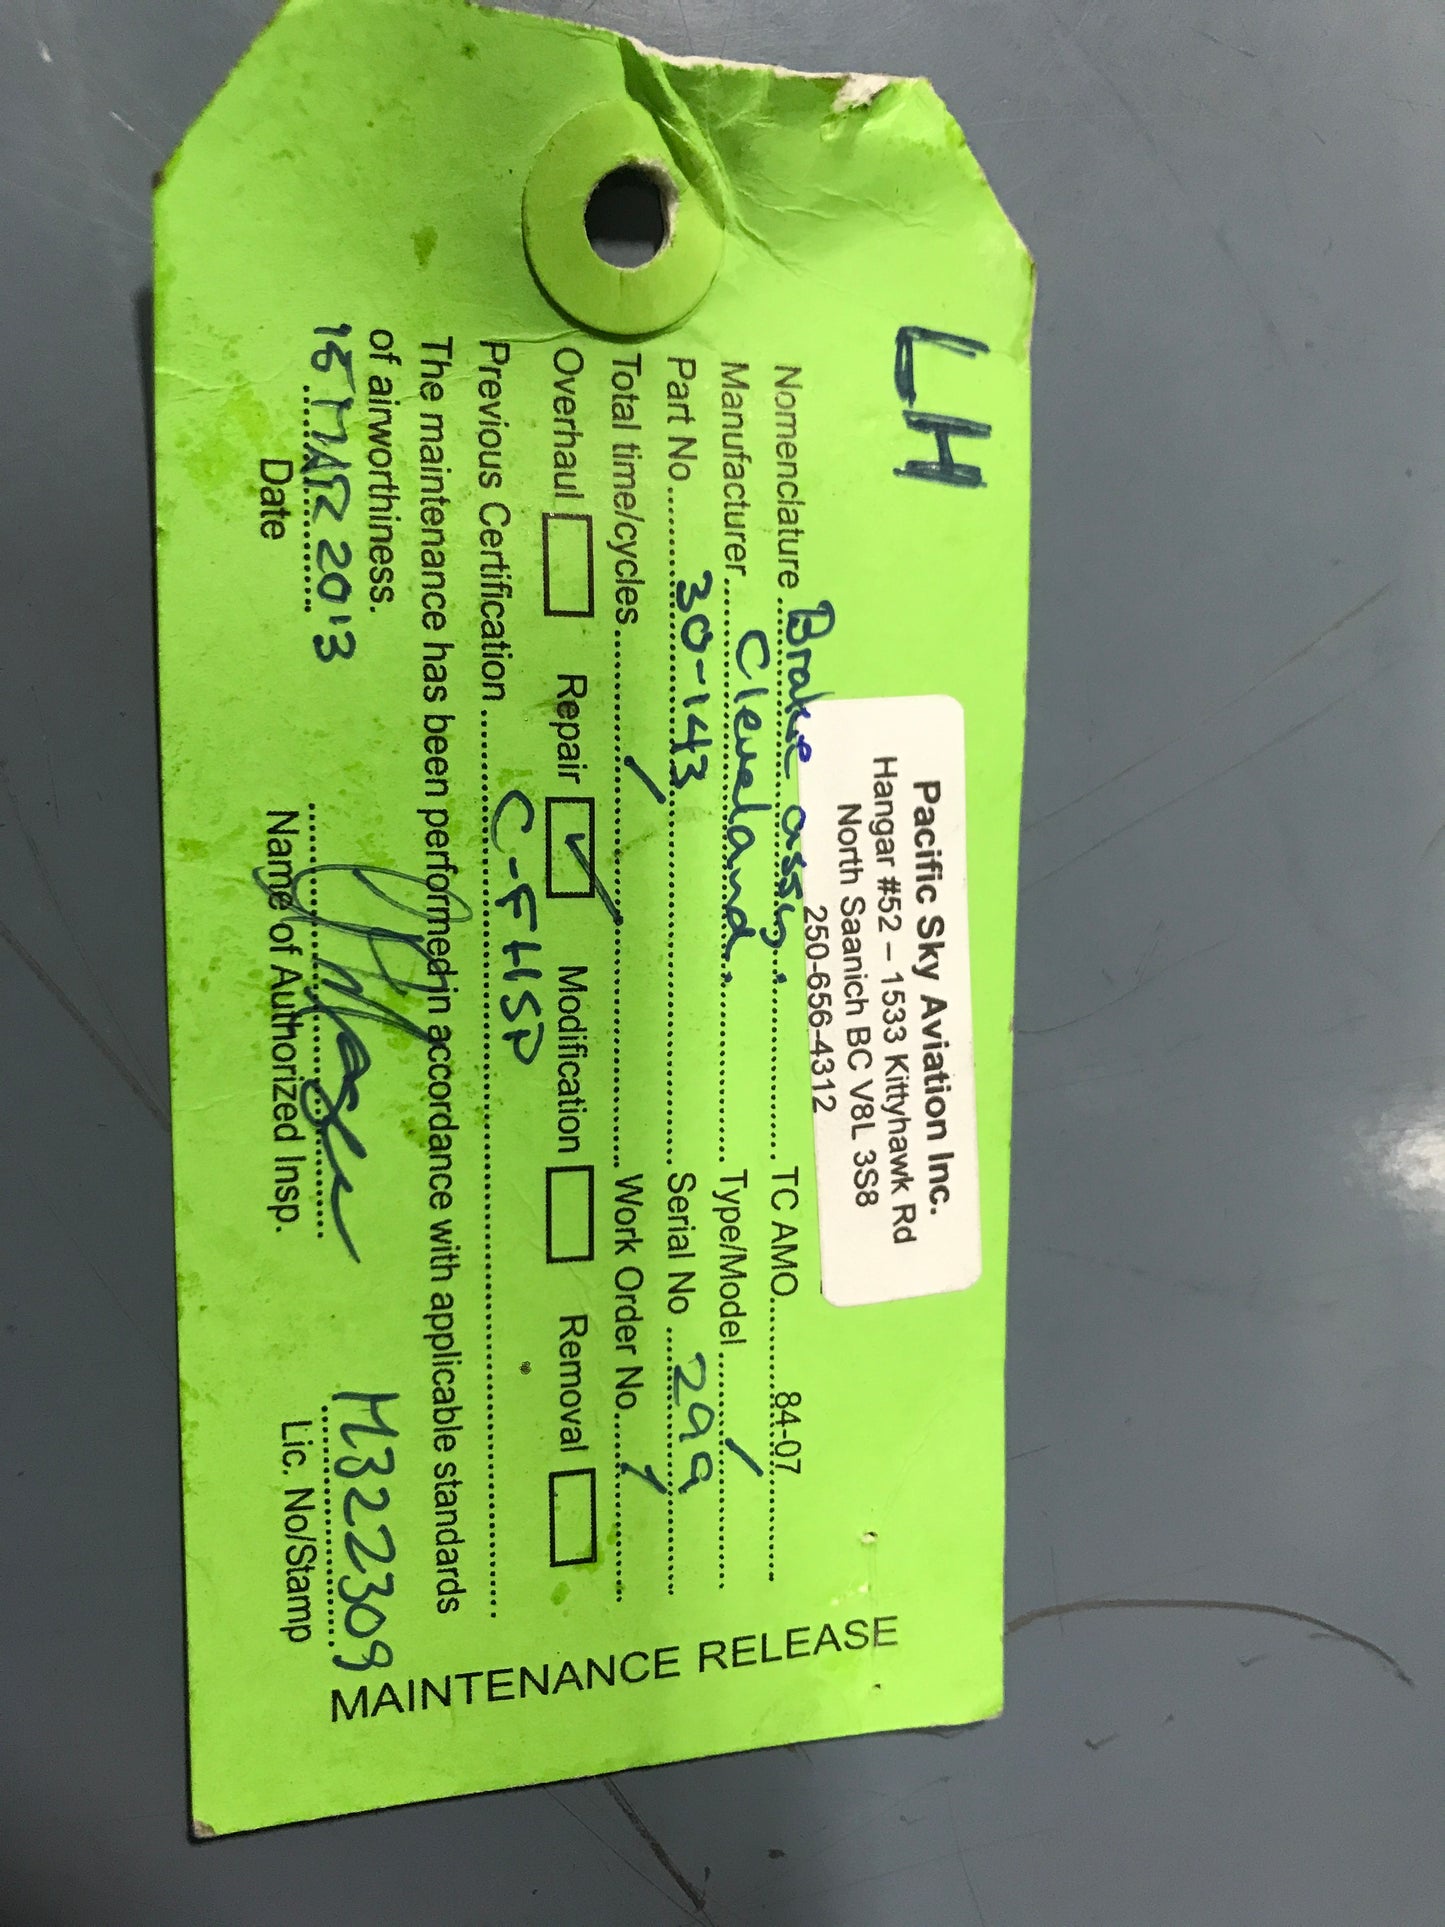 LH
Pacific Sky Aviation Inc.
Hangar #52 – 1533 Kittyhawk Rd
North Saanich BC V8L 3S8
250-656-4312
Nomenclature Brake assy. TC AMO 84-07
Manufacturer Cleveland. Type/Model /
Part No 30-143 Serial No 299
Total time/cycles / Work Order No /
Overhaul Repair ✓ Modification Removal
Previous Certification C-FHSP
The maintenance has been performed in accordance with applicable standards
of airworthiness.
MAR 2013 M322309
Date Name of Authorized Insp. Lic. No/Stamp
MAINTENANCE RELEASE